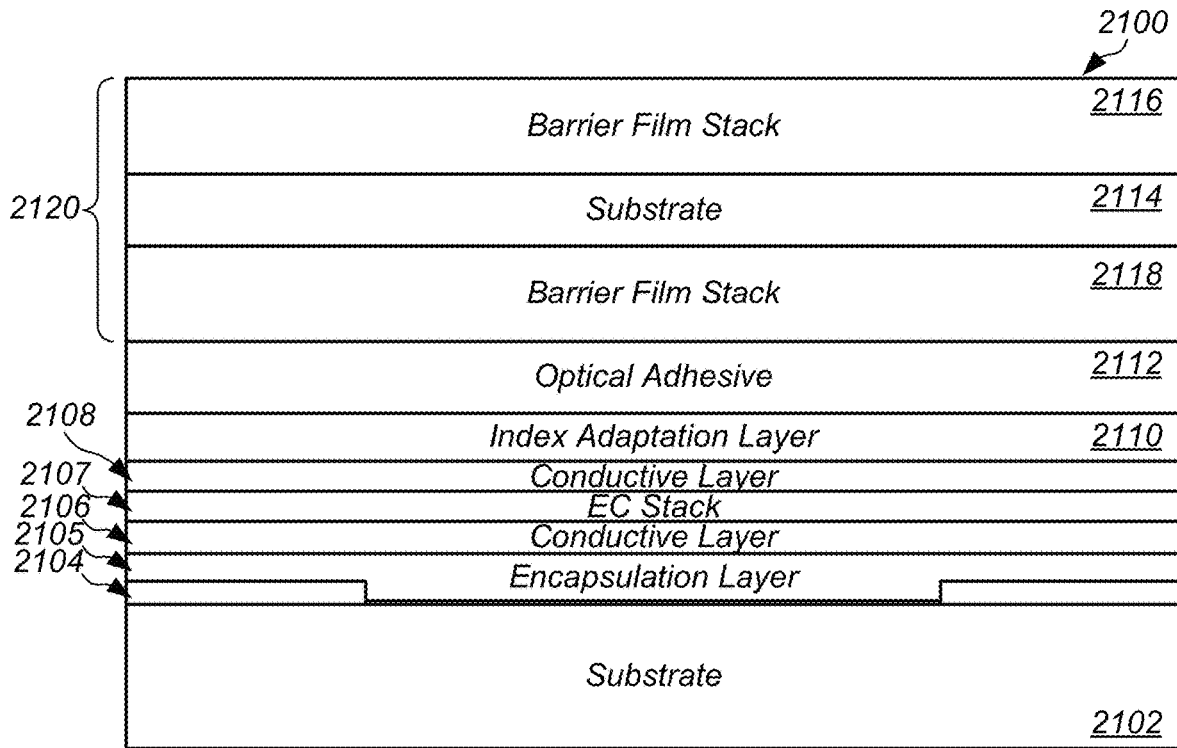 2100
Barrier Film Stack
2116
2120
Substrate
2114
Barrier Film Stack
2118
Optical Adhesive
2112
2108
Index Adaptation Layer
2110
2107
Conductive Layer
2106
EC Stack
2105
Conductive Layer
2104
Encapsulation Layer
Substrate
2102